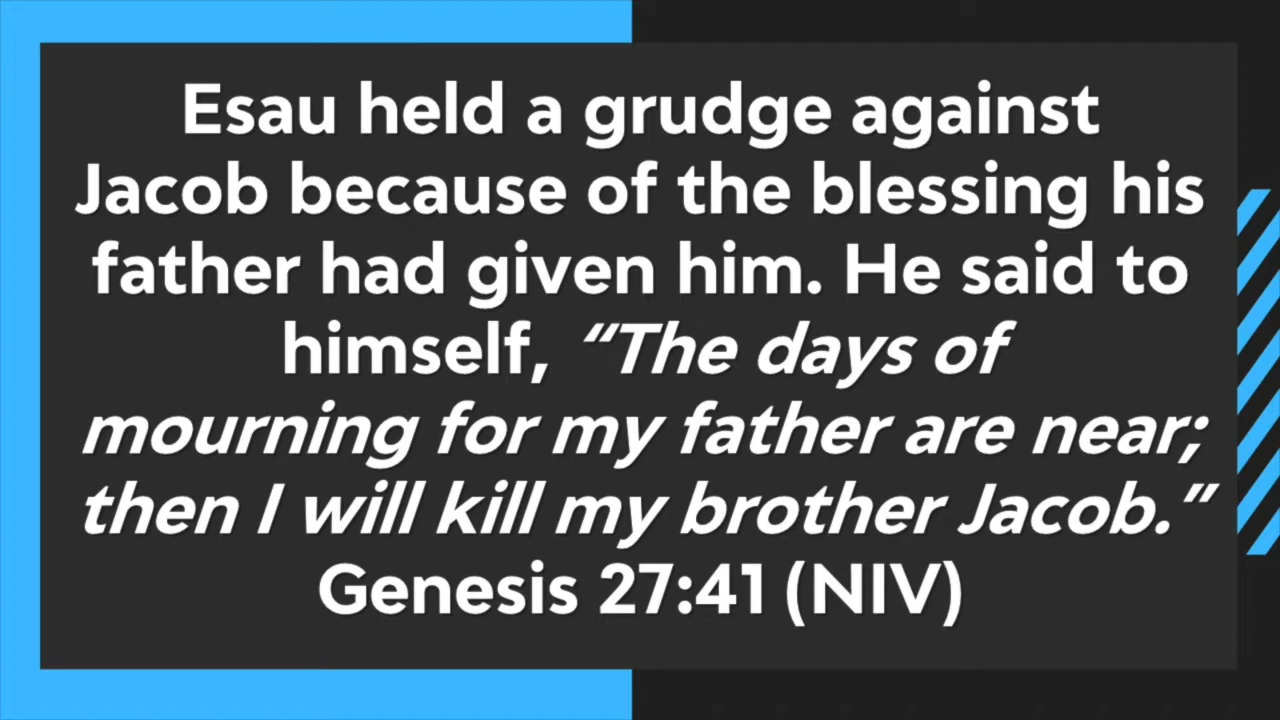 Esau held a grudge against
Jacob because of the blessing his
father had given him. He said to
himself, “The days of
mourning for my father are near;
then I will kill my brother Jacob.”
Genesis 27:41 (NIV)